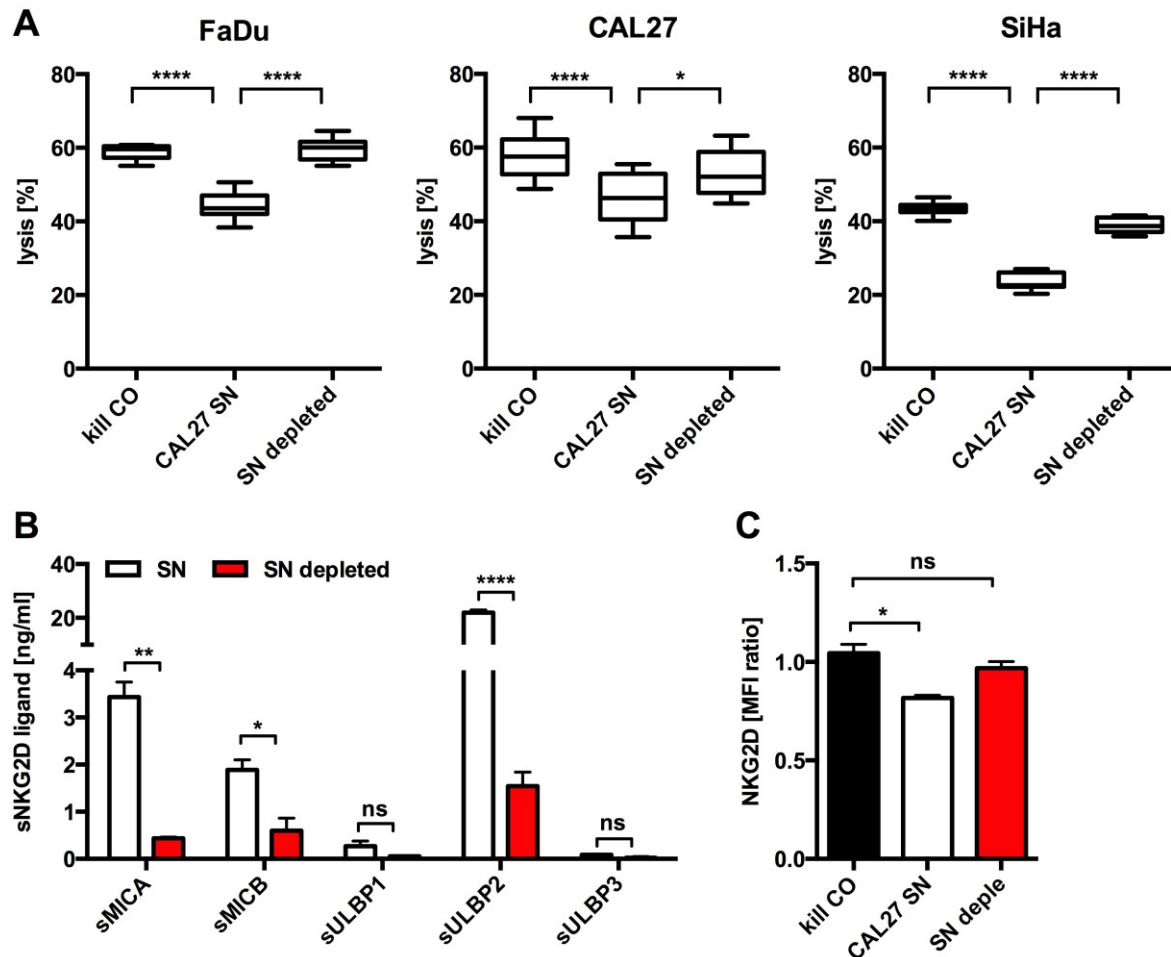 A
FaDu
CAL27
SiHa
**** ****
**** *
**** ****
lysis [%]
80
60
40
20
0
kill CO
CAL27 SN
SN depleted
lysis [%]
80
60
40
20
0
kill CO
CAL27 SN
SN depleted
lysis [%]
80
60
40
20
0
kill CO
CAL27 SN
SN depleted
B
SN SN depleted
sNKG2D ligand [ng/ml]
40
20
4
3
2
1
0
**
*
ns
****
ns
sMICA
sMICB
sULBP1
sULBP2
sULBP3
C
NKG2D [MFI ratio]
1.5
1.0
0.5
0.0
ns
*
kill CO
CAL27 SN
SN deple